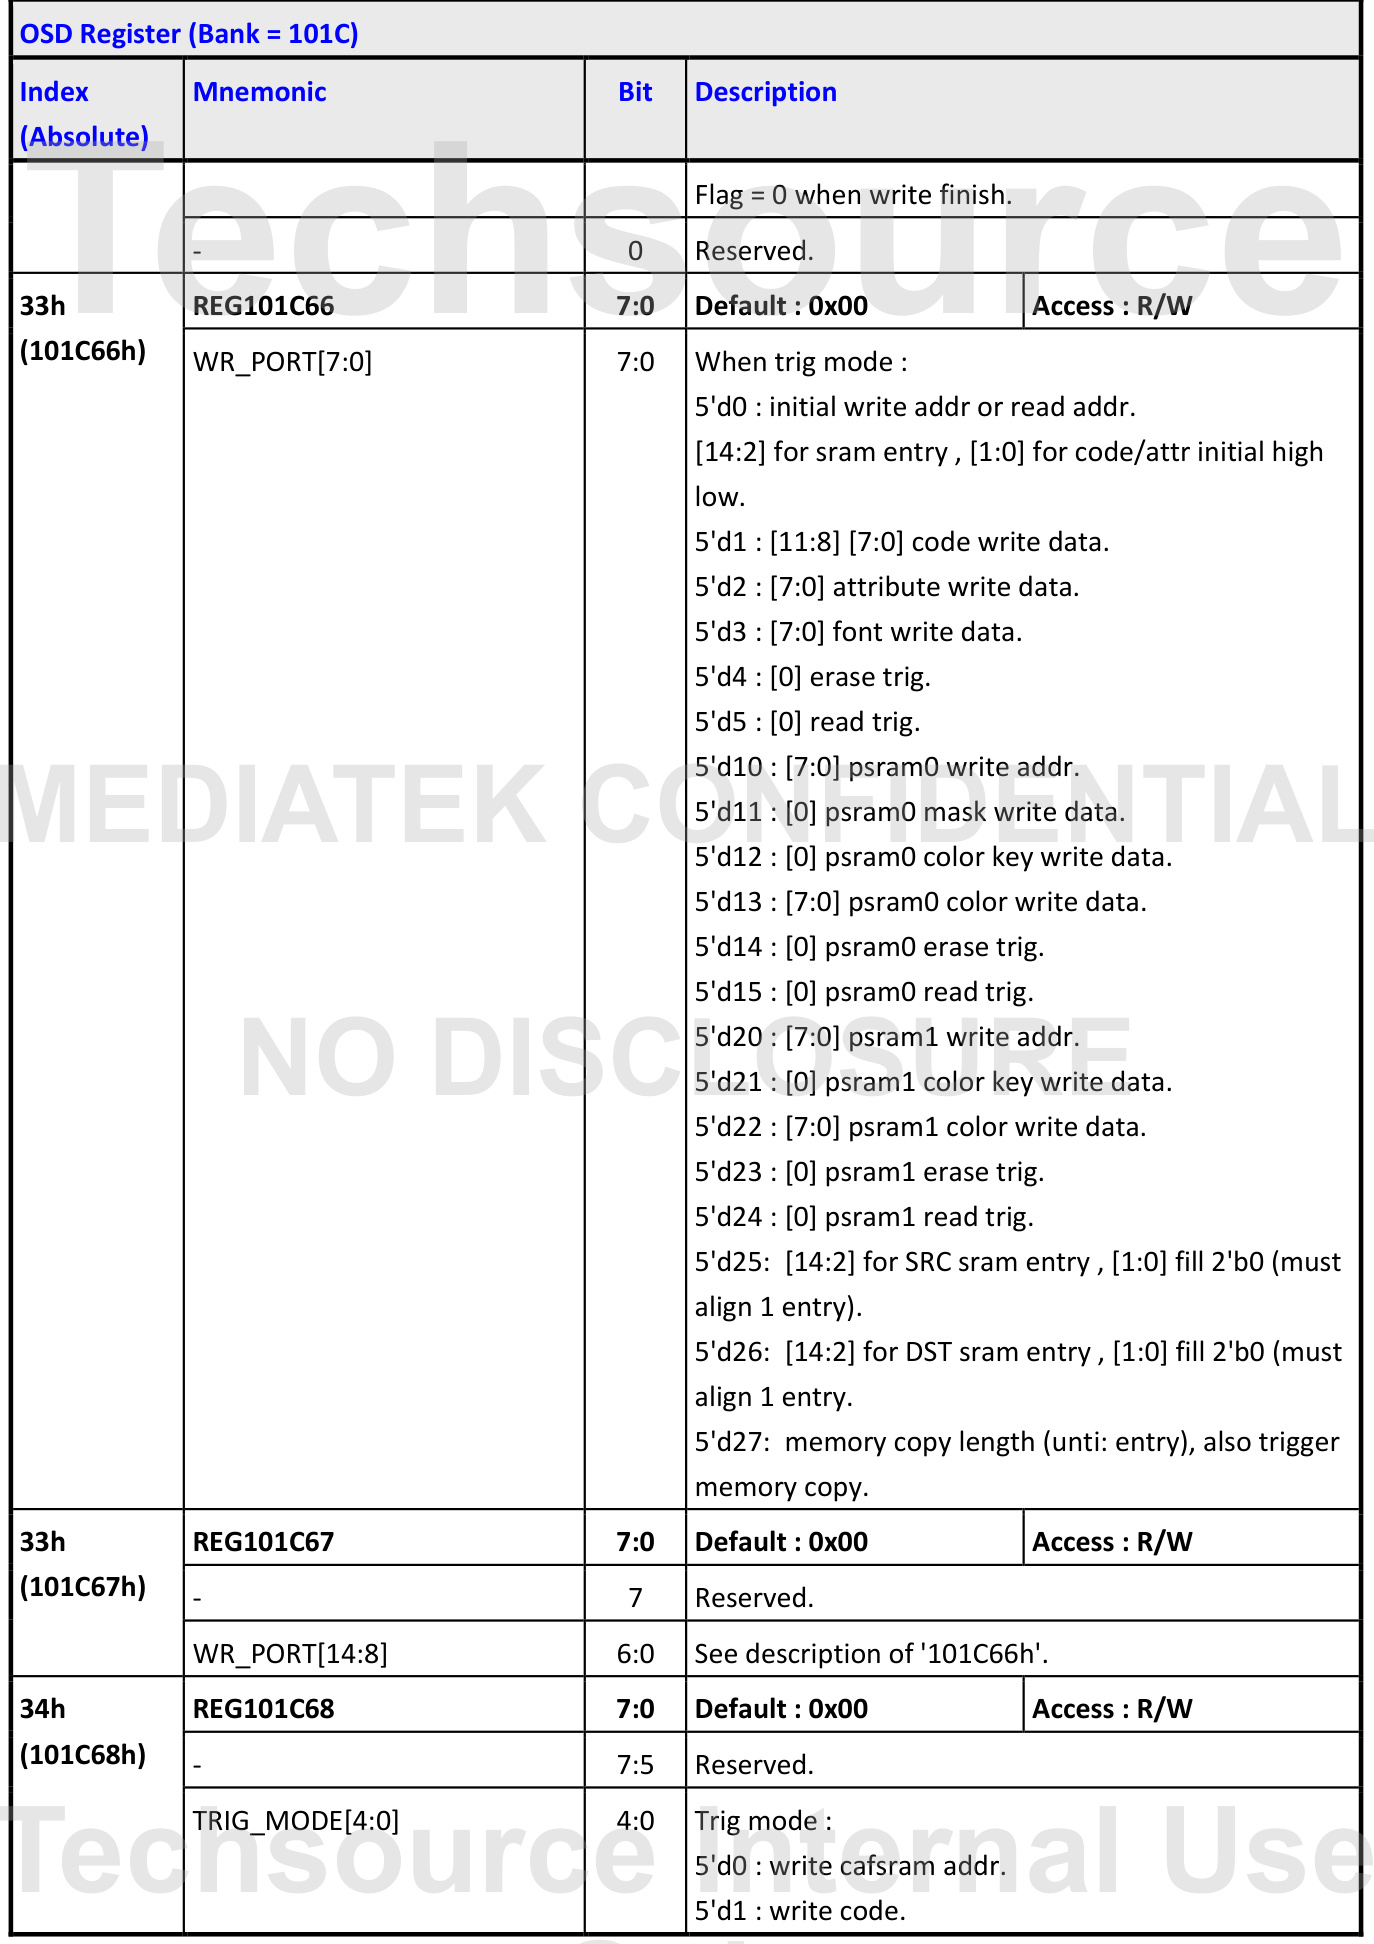 OSD Register (Bank = 101C)
Index Mnemonic Bit Description
(Absolute)
Flag = 0 when write finish.
- 0 Reserved.
33h REG101C66 7:0 Default : 0x00 Access : R/W
(101C66h)
WR_PORT[7:0] 7:0 When trig mode :
5'd0 : initial write addr or read addr.
[14:2] for sram entry , [1:0] for code/attr initial high
low.
5'd1 : [11:8] [7:0] code write data.
5'd2 : [7:0] attribute write data.
5'd3 : [7:0] font write data.
5'd4 : [0] erase trig.
5'd5 : [0] read trig.
5'd10 : [7:0] psram0 write addr.
5'd11 : [0] psram0 mask write data.
5'd12 : [0] psram0 color key write data.
5'd13 : [7:0] psram0 color write data.
5'd14 : [0] psram0 erase trig.
5'd15 : [0] psram0 read trig.
5'd20 : [7:0] psram1 write addr.
5'd21 : [0] psram1 color key write data.
5'd22 : [7:0] psram1 color write data.
5'd23 : [0] psram1 erase trig.
5'd24 : [0] psram1 read trig.
5'd25:  [14:2] for SRC sram entry , [1:0] fill 2'b0 (must
align 1 entry).
5'd26:  [14:2] for DST sram entry , [1:0] fill 2'b0 (must
align 1 entry.
5'd27:  memory copy length (unti: entry), also trigger
memory copy.
33h REG101C67 7:0 Default : 0x00 Access : R/W
(101C67h)
- 7 Reserved.
WR_PORT[14:8] 6:0 See description of '101C66h'.
34h REG101C68 7:0 Default : 0x00 Access : R/W
(101C68h)
- 7:5 Reserved.
TRIG_MODE[4:0] 4:0 Trig mode :
5'd0 : write cafsram addr.
5'd1 : write code.
Techsource
MEDIATEK CONFIDENTIAL
NO DISCLOSURE
Techsource Internal Use